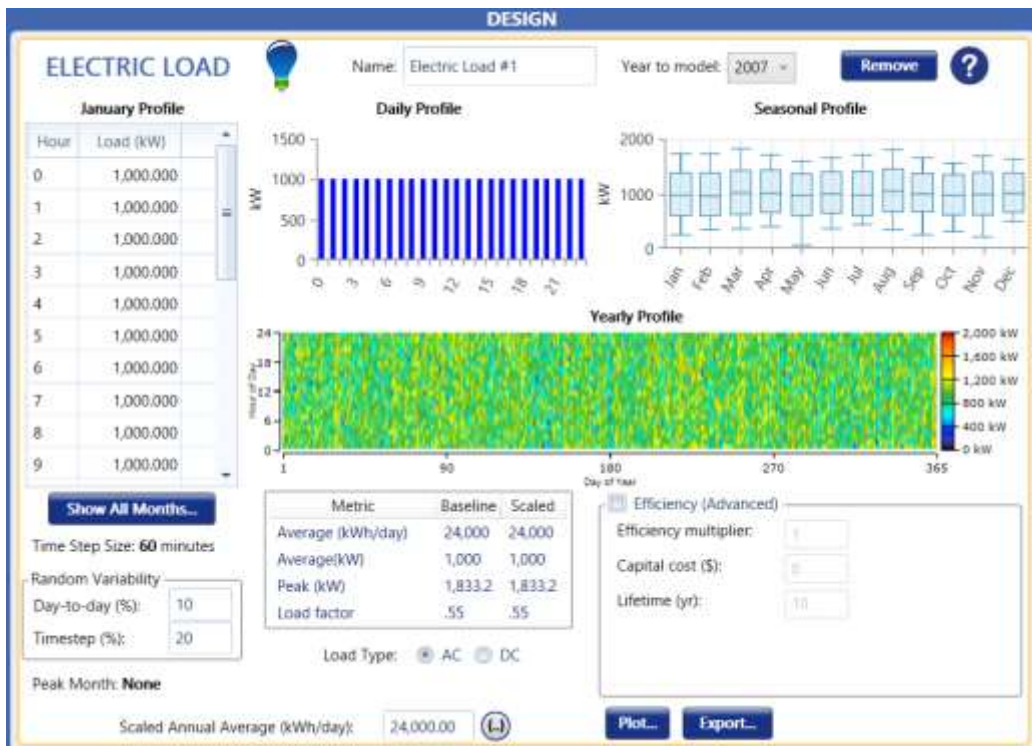 DESIGN
ELECTRIC LOAD
Name: Electric Load #1
Year to model: 2007
Remove
?
January Profile
Hour Load (kW)
0 1,000.000
1 1,000.000
2 1,000.000
3 1,000.000
4 1,000.000
5 1,000.000
6 1,000.000
7 1,000.000
8 1,000.000
9 1,000.000
Show All Months...
Time Step Size: 60 minutes
Random Variability
Day-to-day (%): 10
Timestep (%): 20
Peak Month: None
Daily Profile
kW
1500
1000
500
0
0 3 6 9 12 15 18 21
Seasonal Profile
kW
2000
1000
0
Jan Feb Mar Apr May Jun Jul Aug Sep Oct Nov Dec
Yearly Profile
Hour of Day
24
18
12
6
0
1 90 180 270 365
Day of Year
2,000 kW
1,600 kW
1,200 kW
800 kW
400 kW
0 kW
Metric Baseline Scaled
Average (kWh/day) 24,000 24,000
Average(kW) 1,000 1,000
Peak (kW) 1,833.2 1,833.2
Load factor .55 .55
Load Type: AC DC
Efficiency (Advanced)
Efficiency multiplier: 1
Capital cost ($): 0
Lifetime (yr): 10
Scaled Annual Average (kWh/day): 24,000.00 (..)
Plot... Export...